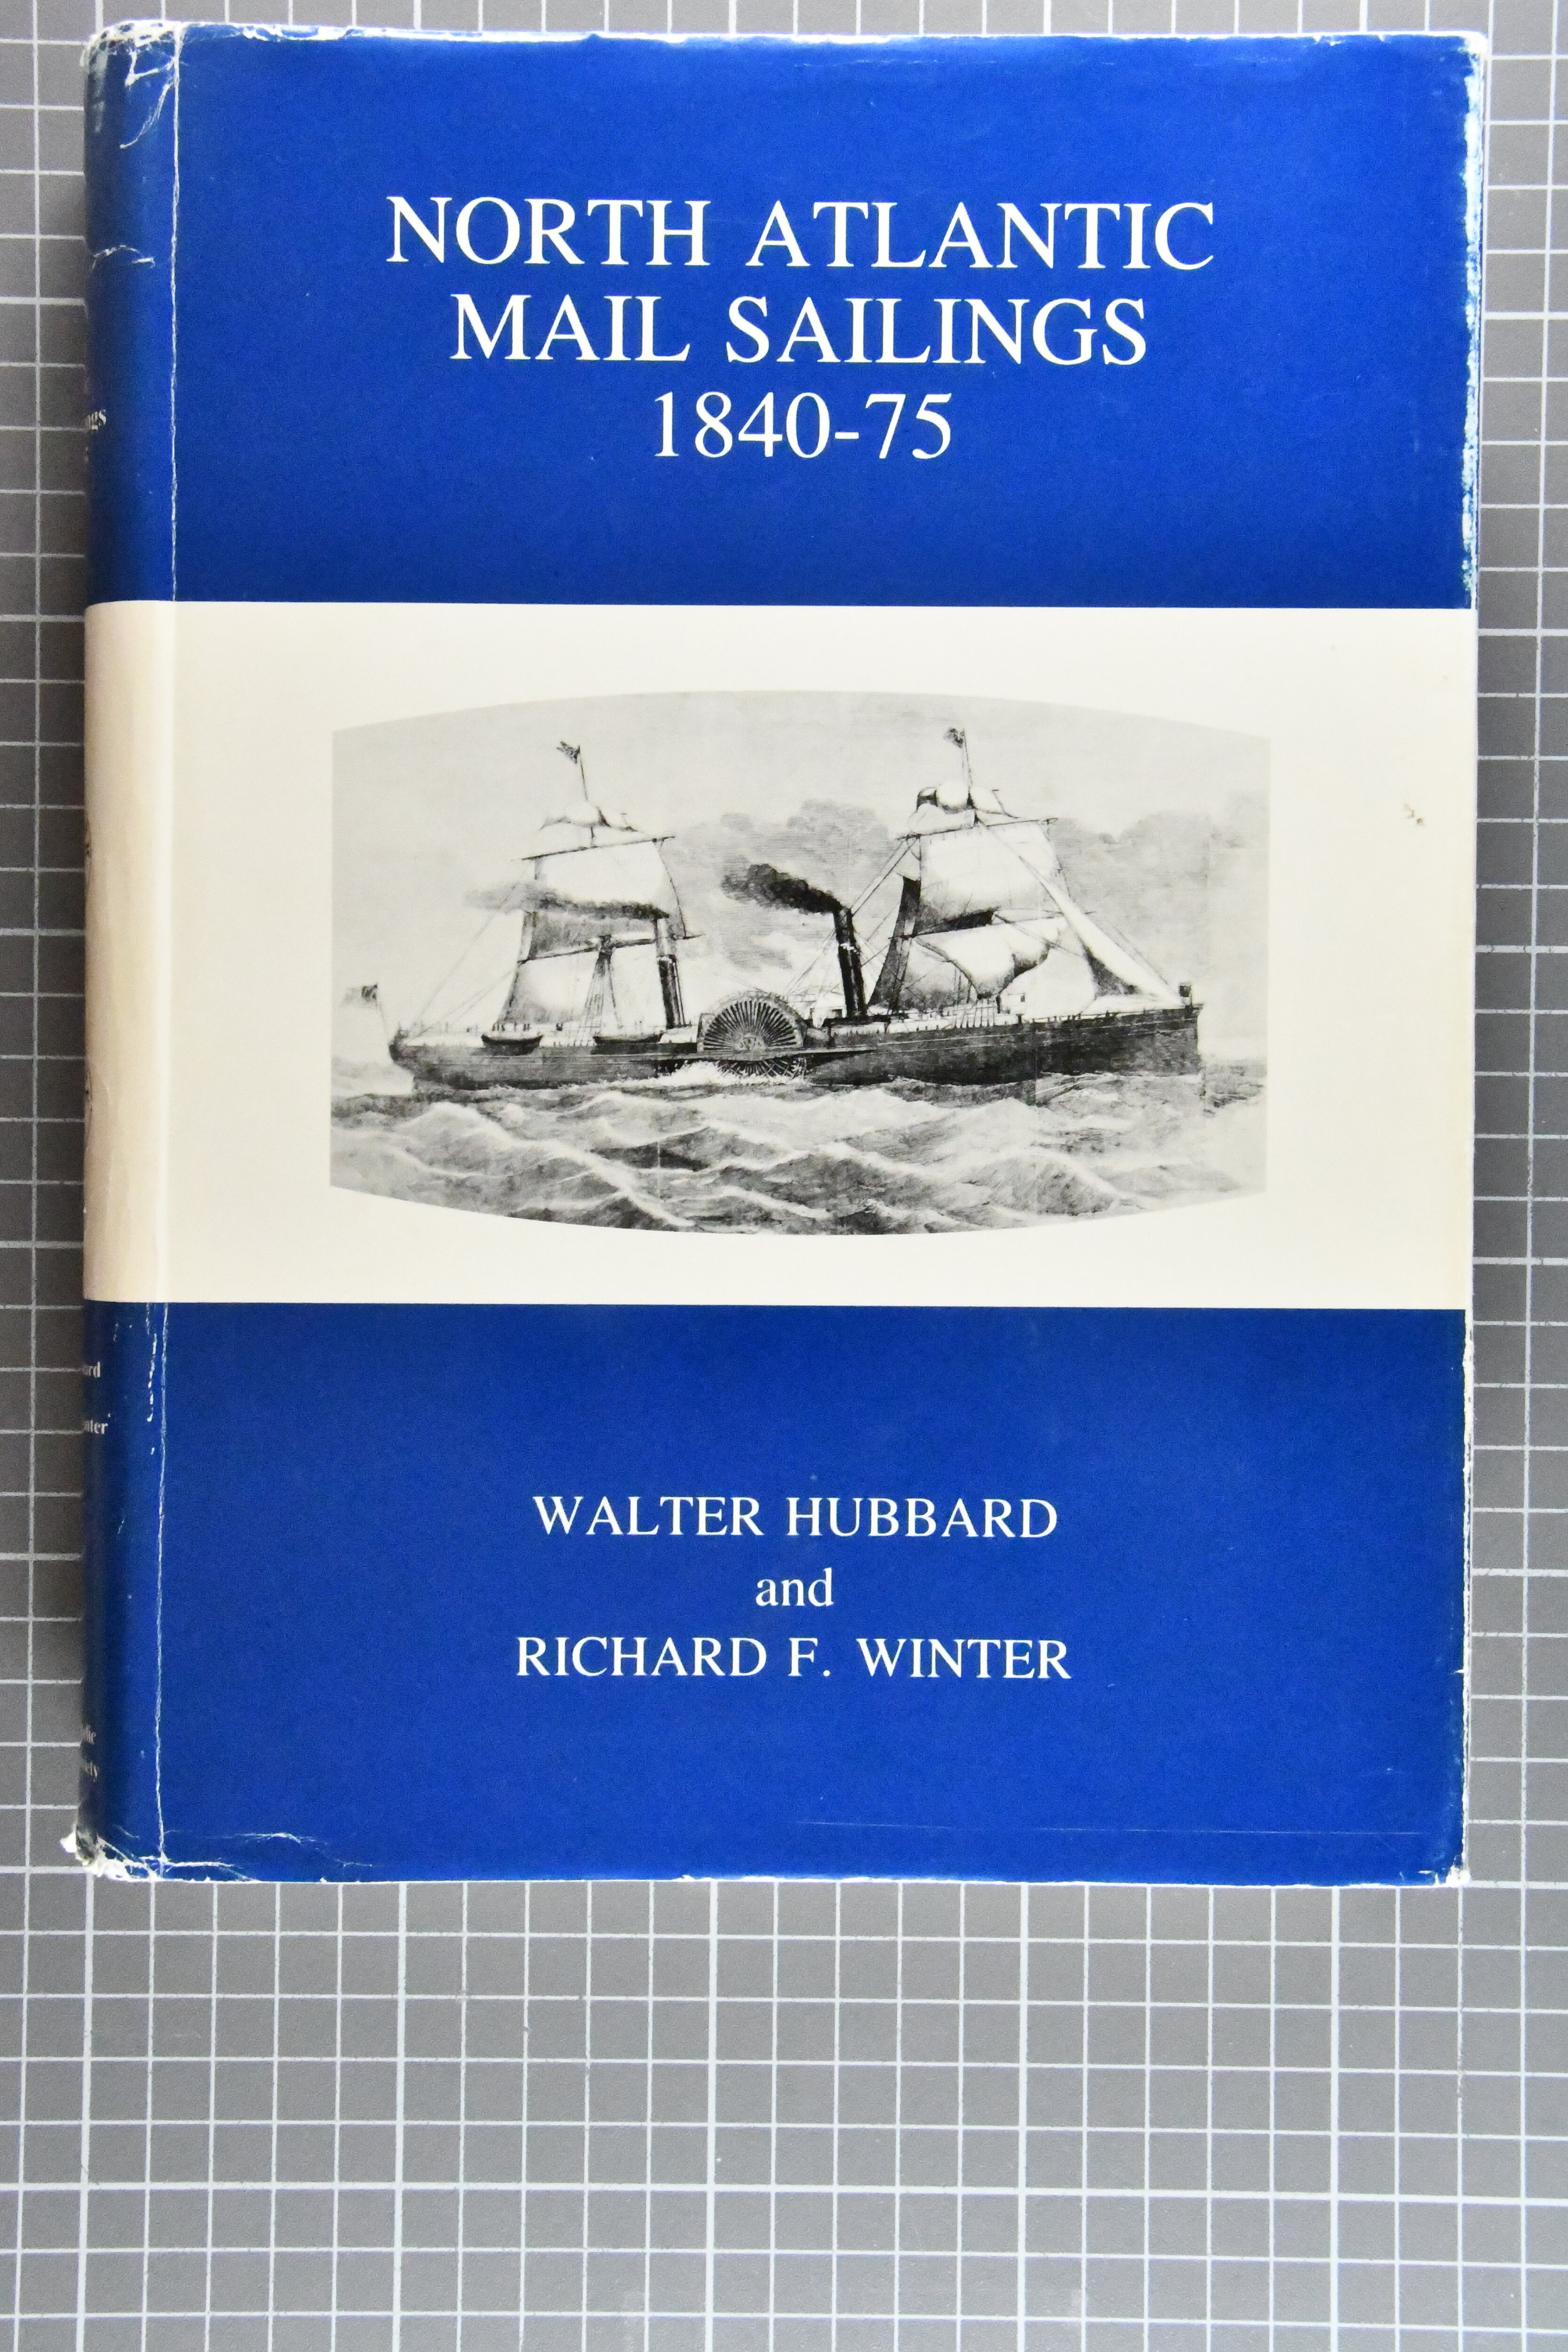 NORTH ATLANTIC
MAIL SAILINGS
1840-75
WALTER HUBBARD
and
RICHARD F. WINTER